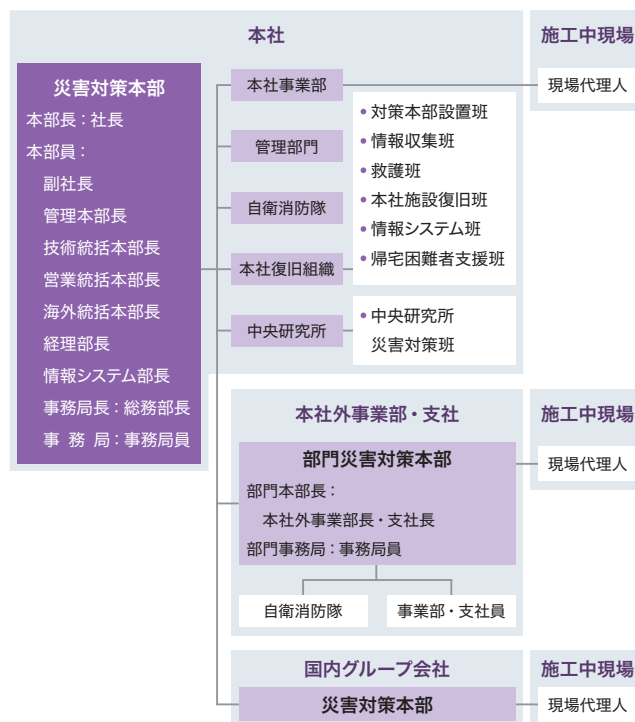 本社
災害対策本部
本部長：社長
本部員：
副社長
管理本部長
技術統括本部長
営業統括本部長
海外統括本部長
経理部長
情報システム部長
事務局長：総務部長
事 務 局：事務局員
本社事業部
管理部門
自衛消防隊
本社復旧組織
中央研究所
• 対策本部設置班
• 情報収集班
• 救護班
• 本社施設復旧班
• 情報システム班
• 帰宅困難者支援班
• 中央研究所
災害対策班
施工中現場
現場代理人
本社外事業部・支社
部門災害対策本部
部門本部長：
本社外事業部長・支社長
部門事務局：事務局員
自衛消防隊
事業部・支社員
施工中現場
現場代理人
国内グループ会社
災害対策本部
施工中現場
現場代理人